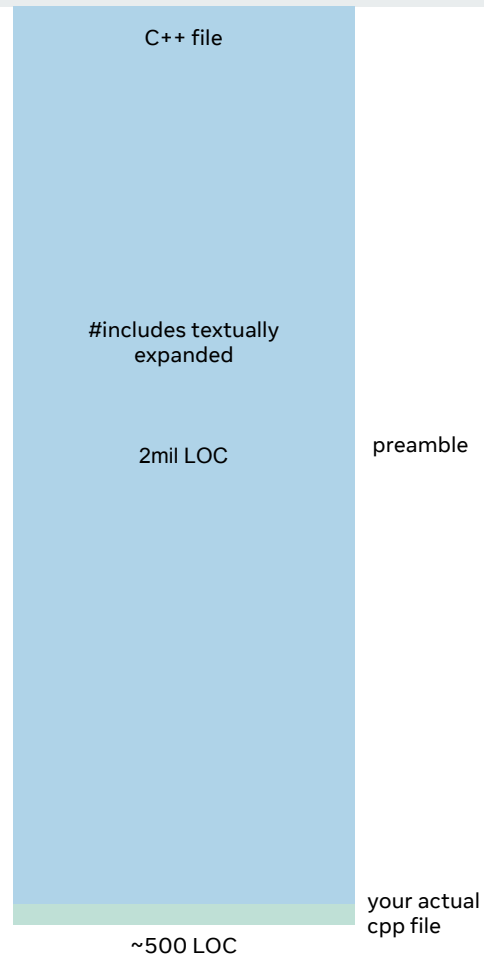 C++ file
#includes textually
expanded
2mil LOC
preamble
your actual
cpp file
~500 LOC